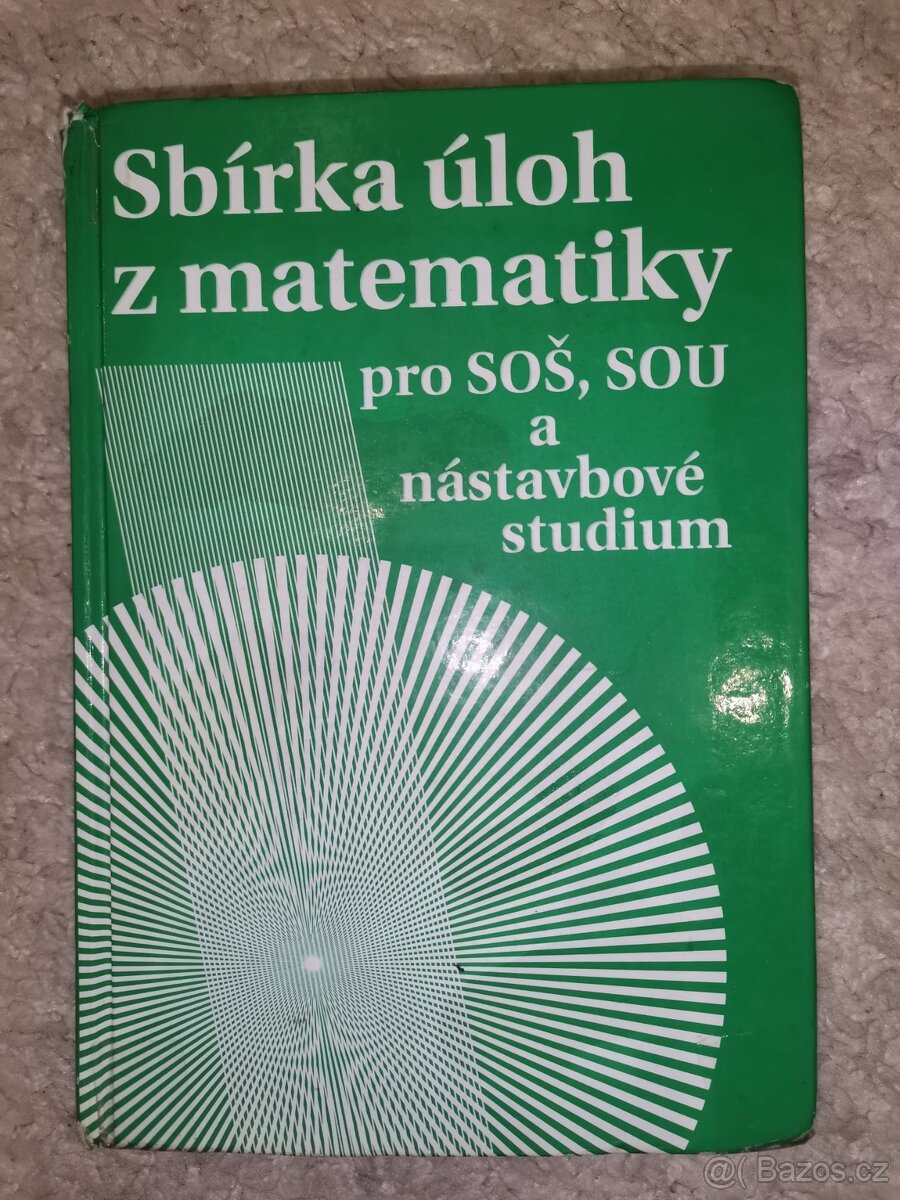 Sbírka úloh
z matematiky
pro SOŠ, SOU
a
nástavbové
studium
@( Bazos.cz